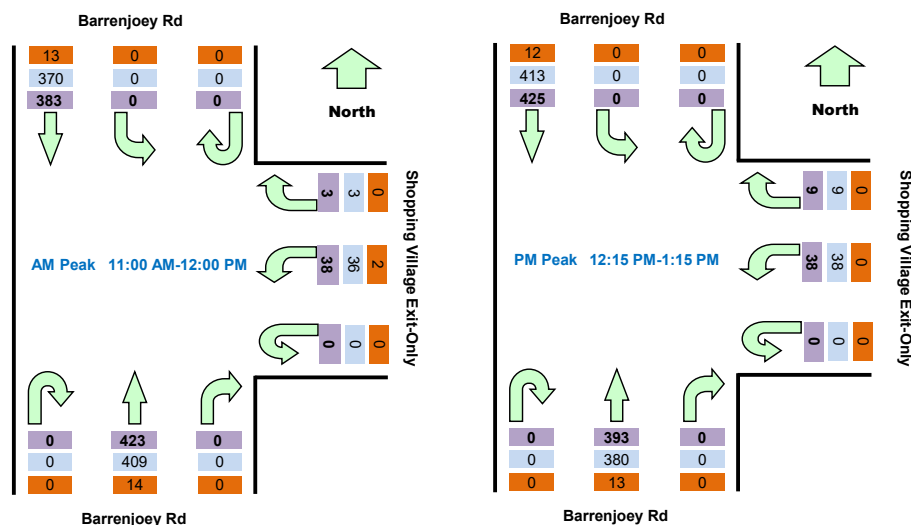 Barrenjoey Rd
13 0 0
370 0 0
383 0 0
North
3 3 0
Shopping Village Exit-Only
AM Peak 11:00 AM-12:00 PM
38 36 2
0 0 0
0 423 0
0 409 0
0 14 0
Barrenjoey Rd
Barrenjoey Rd
12 0 0
413 0 0
425 0 0
North
9 9 0
Shopping Village Exit-Only
PM Peak 12:15 PM-1:15 PM
38 38 0
0 0 0
0 393 0
0 380 0
0 13 0
Barrenjoey Rd